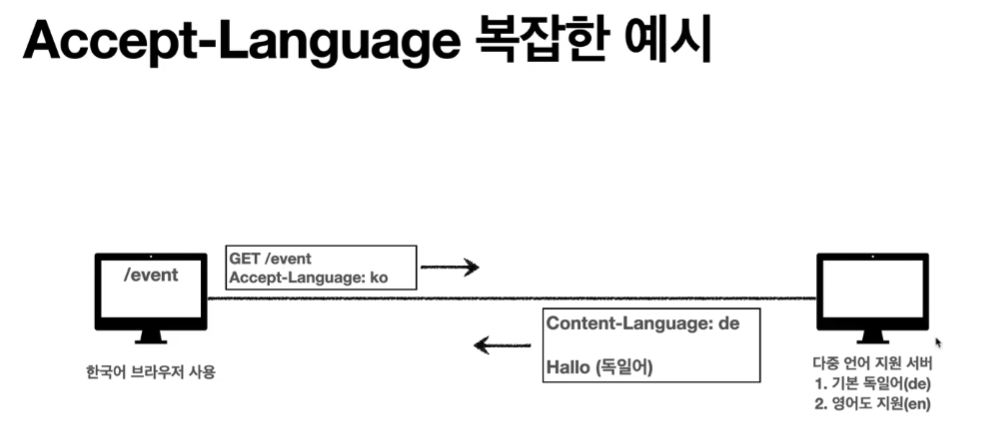 Accept-Language 복잡한 예시
/event
GET /event
Accept-Language: ko
Content-Language: de
Hallo (독일어)
한국어 브라우저 사용
다중 언어 지원 서버
1. 기본 독일어(de)
2. 영어도 지원(en)